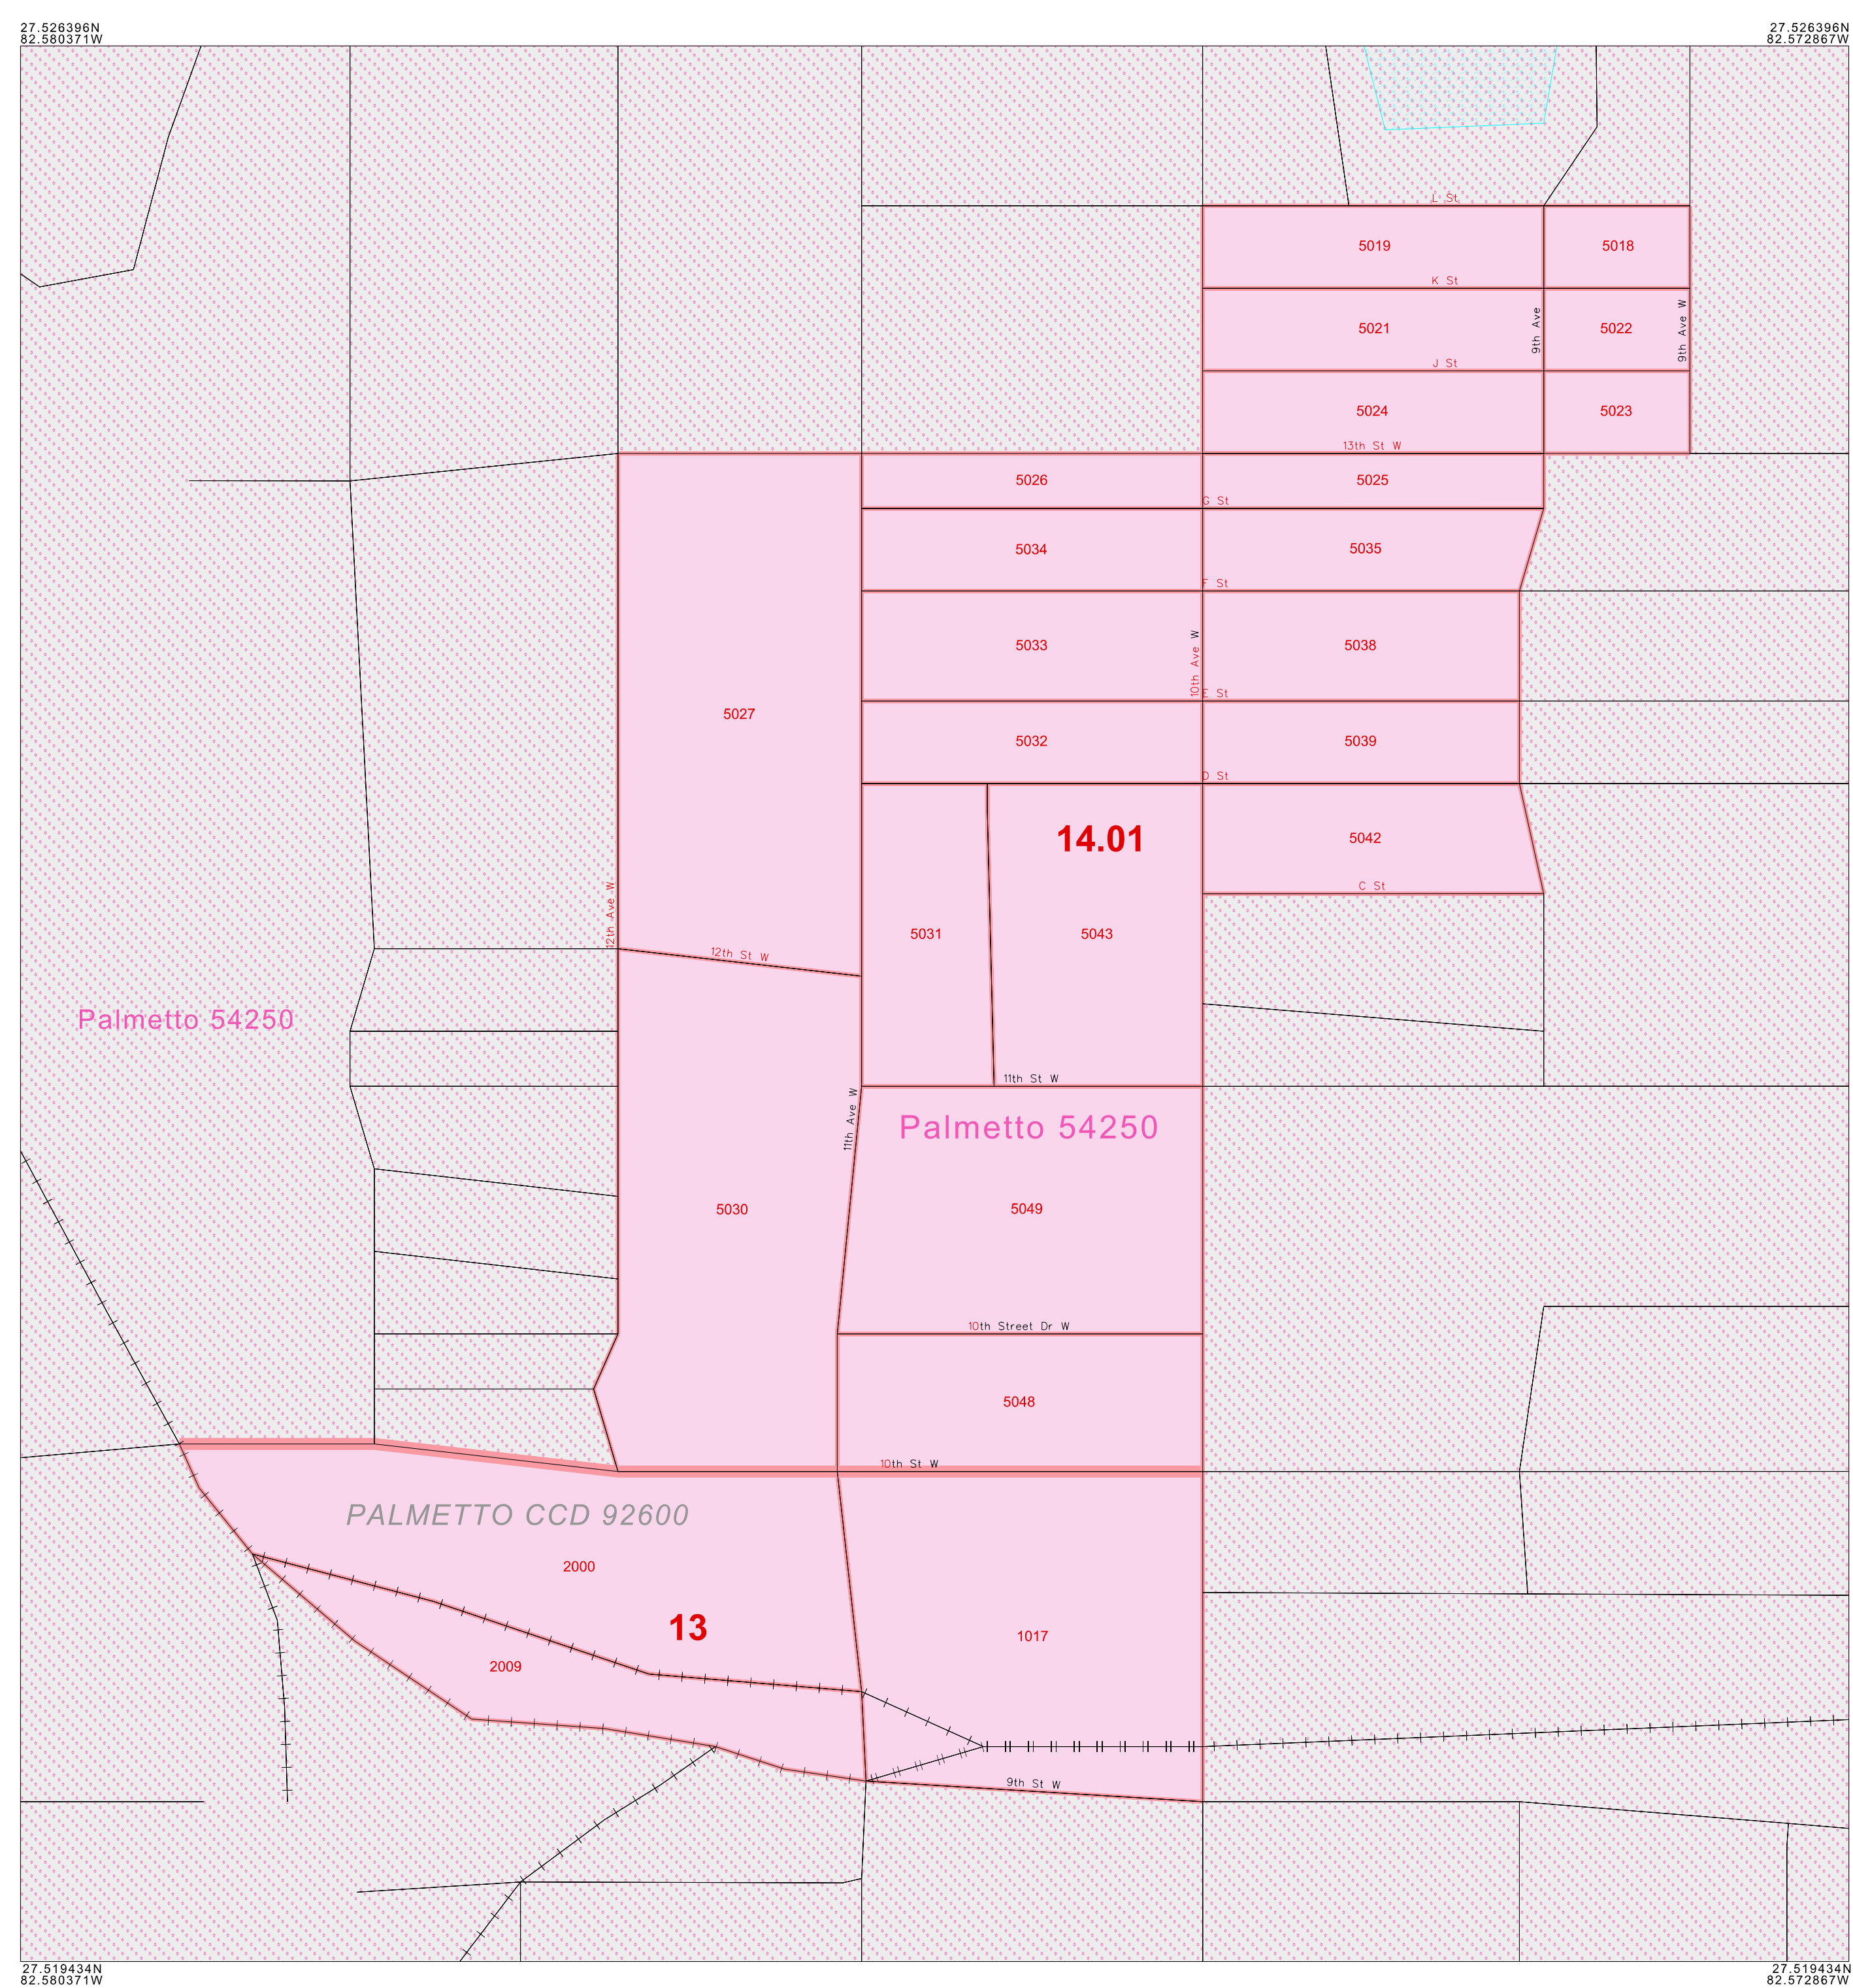 27.526396N
82.580371W
27.526396N
82.572867W
L St
5019
5018
K St
5021
9th Ave
5022
9th Ave W
J St
5024
5023
13th St W
5026
5025
G St
5034
5035
F St
5033
10th Ave W
5038
E St
5027
5032
5039
D St
14.01
5042
C St
12th Ave W
5031
5043
12th St W
Palmetto 54250
11th St W
11th Ave W
Palmetto 54250
5030
5049
10th Street Dr W
5048
10th St W
PALMETTO CCD 92600
2000
13
1017
2009
9th St W
27.519434N
82.580371W
27.519434N
82.572867W